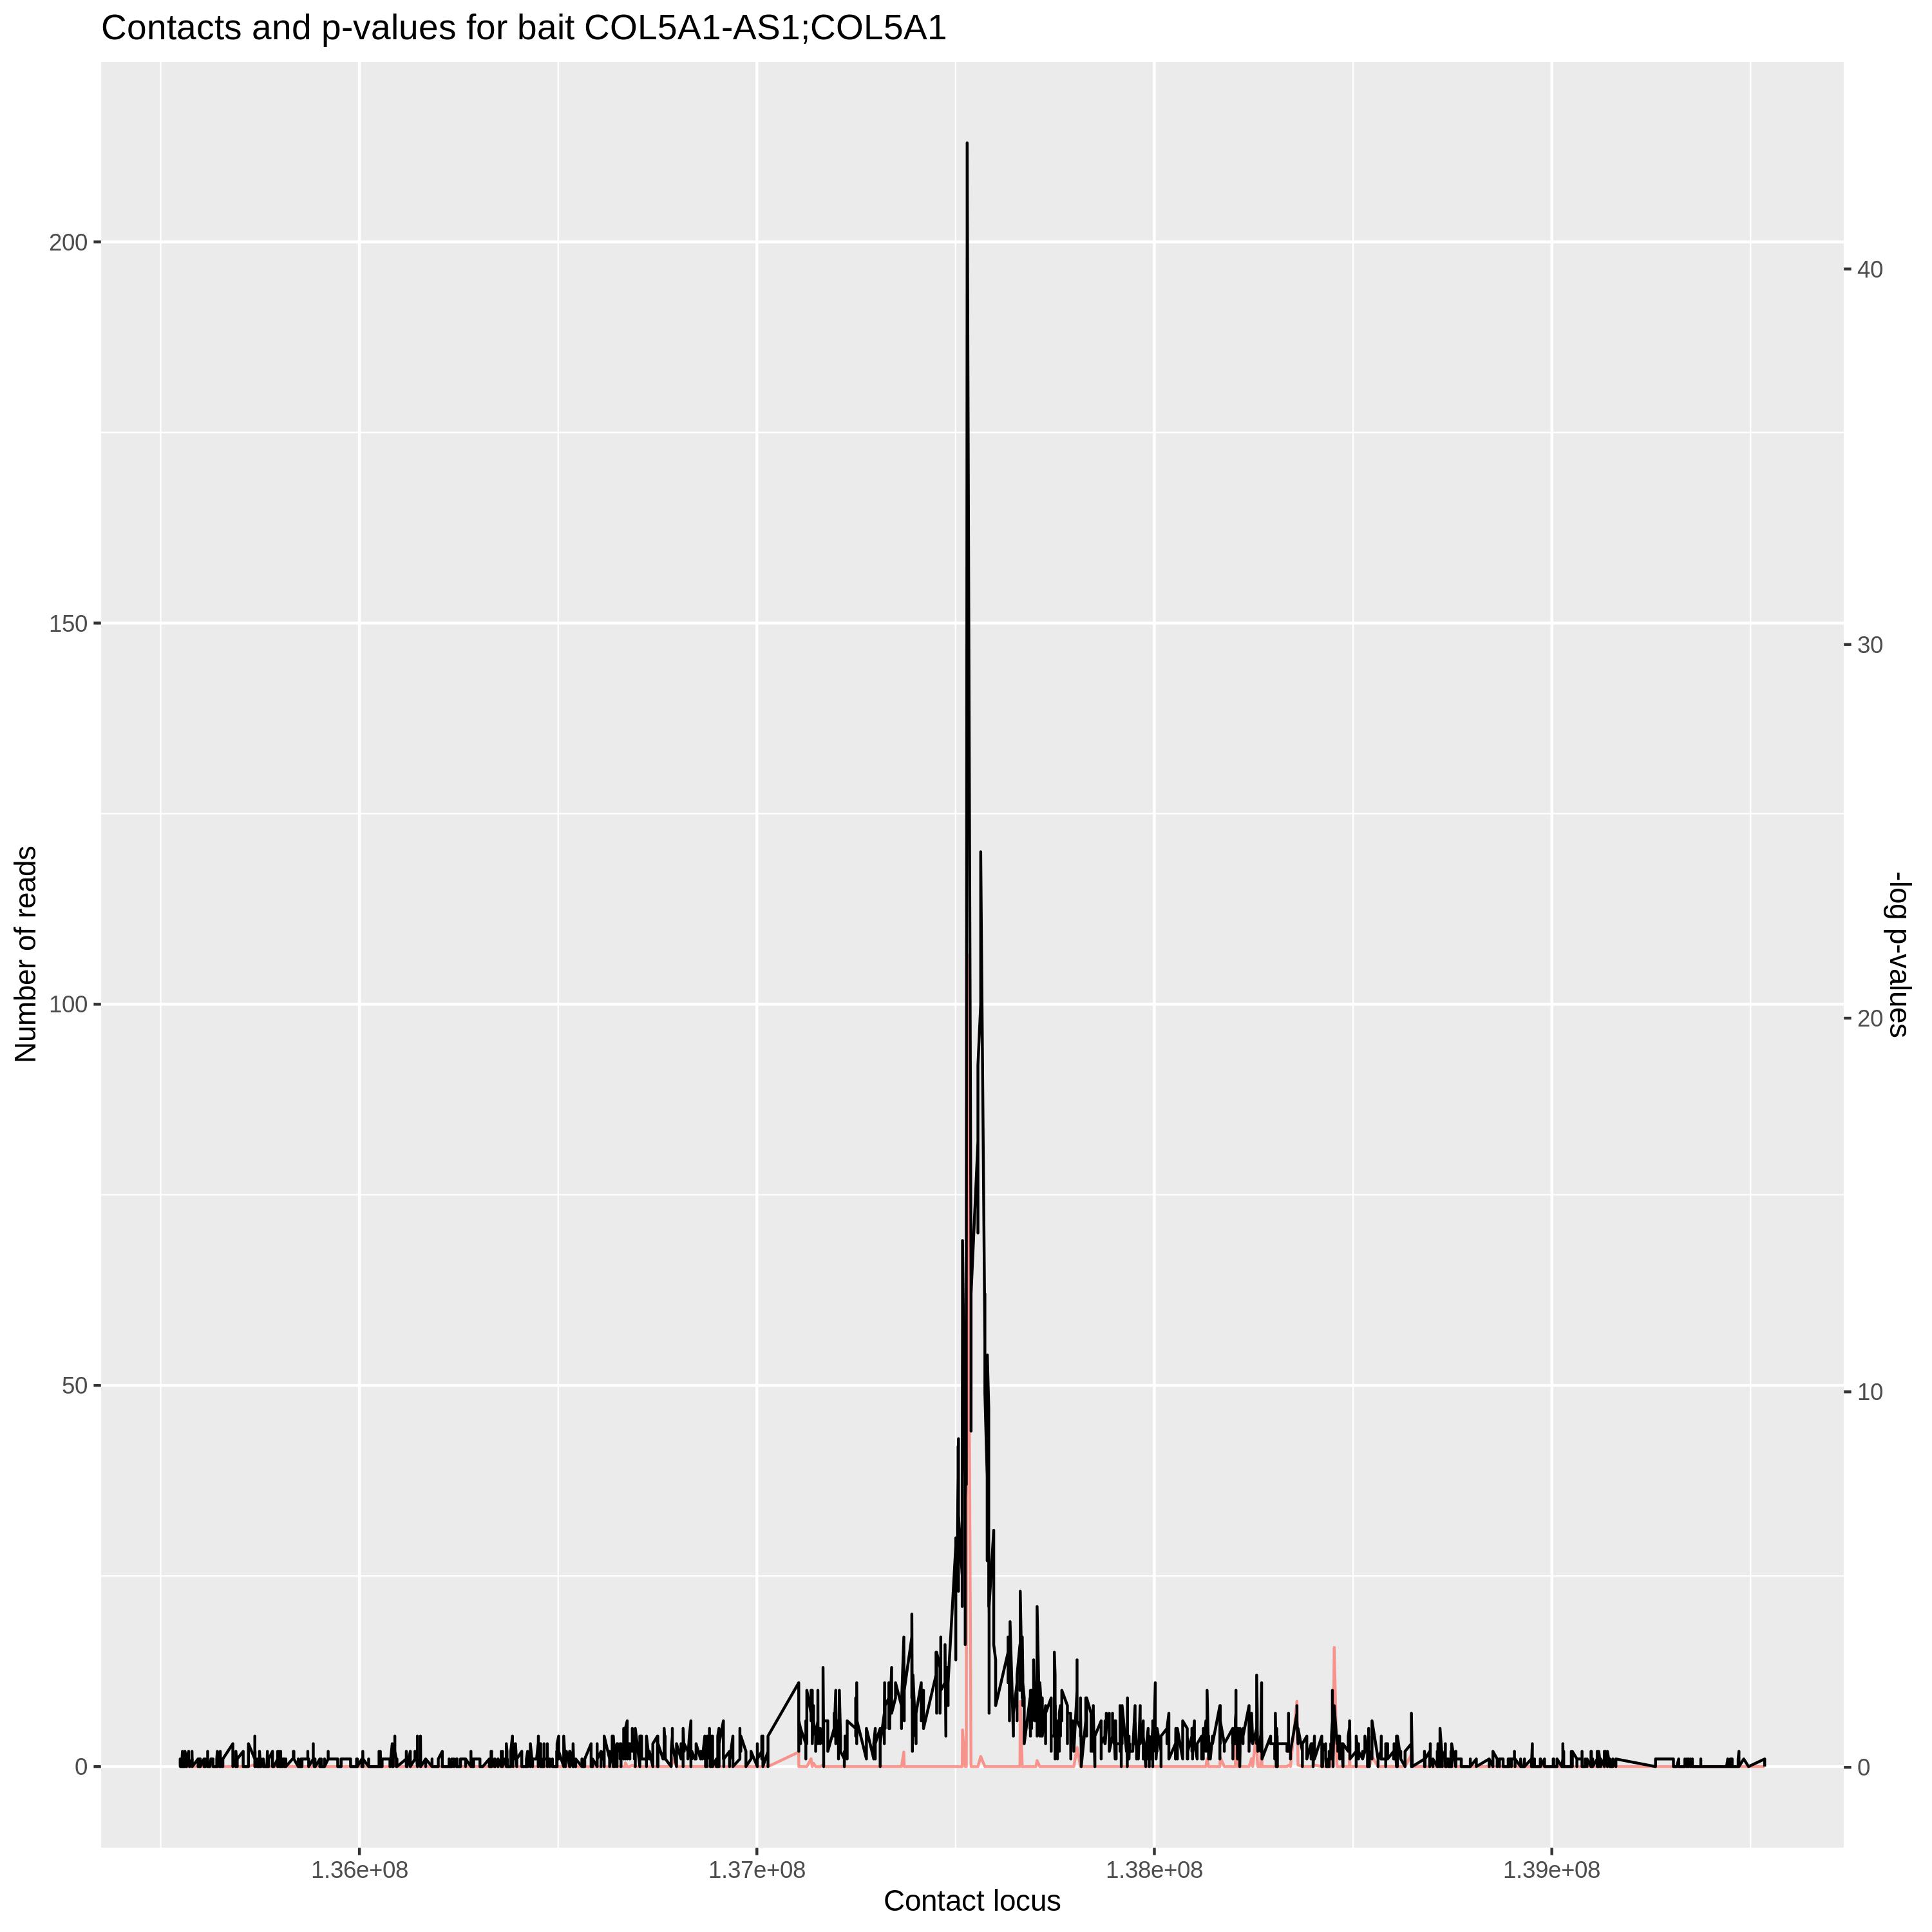 Contacts and p-values for bait COL5A1-AS1;COL5A1
200
150
100
50
0
40
30
20
10
0
Number of reads
-log p-values
1.36e+08
1.37e+08
1.38e+08
1.39e+08
Contact locus